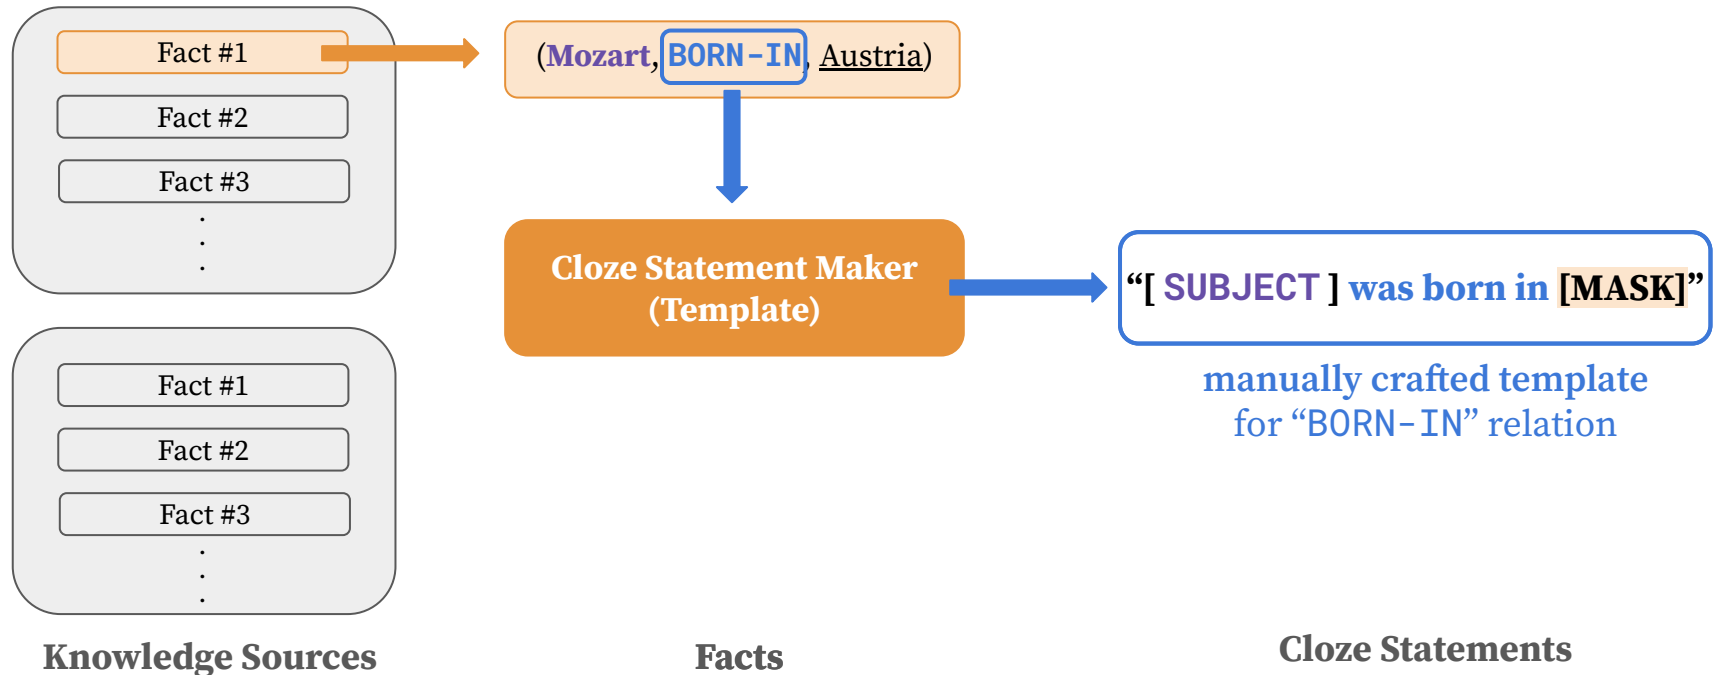 Fact #1
Fact #2
Fact #3
.
.
.
Fact #1
Fact #2
Fact #3
.
.
.
Knowledge Sources
(Mozart, BORN-IN, Austria)
Cloze Statement Maker
(Template)
Facts
“[ SUBJECT ] was born in [MASK]”
manually crafted template
for “BORN-IN” relation
Cloze Statements